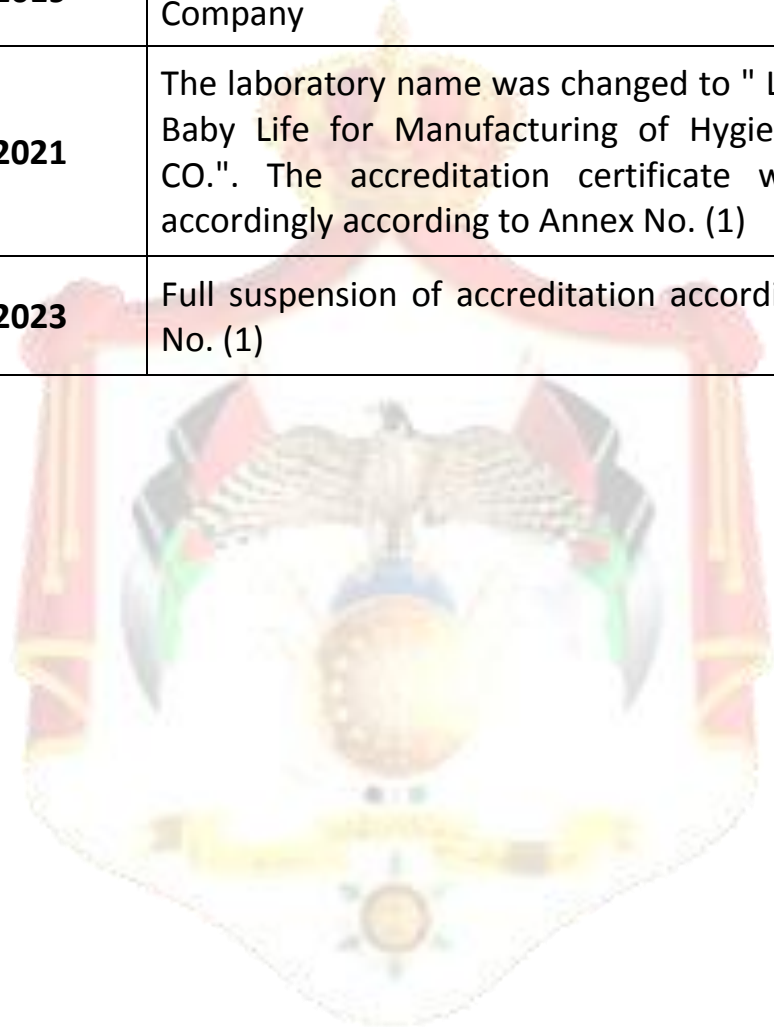 Company
2021
The laboratory name was changed to " L
Baby Life for Manufacturing of Hygie
CO.". The accreditation certificate w
accordingly according to Annex No. (1)
2023
Full suspension of accreditation accordi
No. (1)